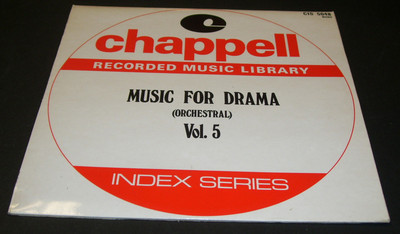 chappell
RECORDED MUSIC LIBRARY
MUSIC FOR DRAMA
(ORCHESTRAL)
Vol. 5
INDEX SERIES